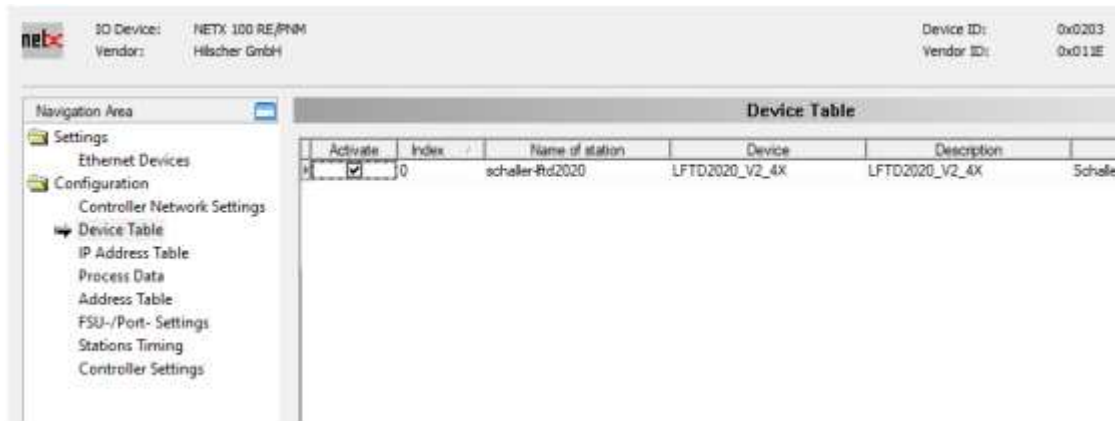 netx
IO Device: NETX 100 RE/PNM Device ID: 0x0203
Vendor: Hilscher GmbH Vendor ID: 0x011E
Navigation Area
Device Table
Settings
Ethernet Devices
Configuration
Controller Network Settings
Device Table
IP Address Table
Process Data
Address Table
FSU-/Port- Settings
Stations Timing
Controller Settings
Activate Index / Name of station Device Description
0 schaller-lftd2020 LFTD2020_V2_4X LFTD2020_V2_4X Schalle